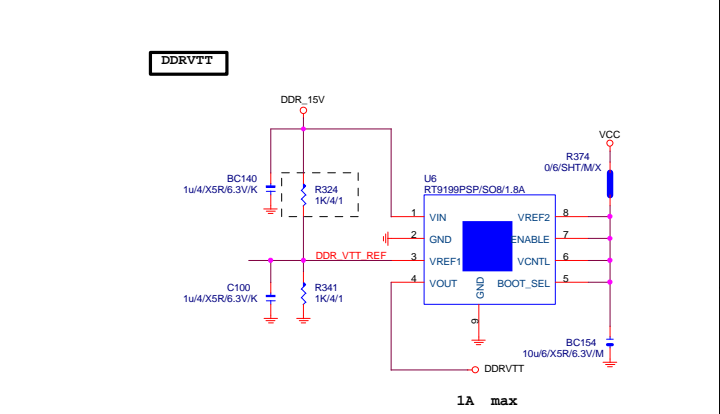 DDRVTT
DDR_15V
VCC
R374
0/6/SHT/M/X
BC140
1u/4/X5R/6.3V/K
R324
1K/4/1
U6
RT9199PSP/SO8/1.8A
1 VIN VREF2 8
2 GND ENABLE 7
DDR_VTT_REF 3 VREF1 VCNTL 6
4 VOUT BOOT_SEL 5
GND
9
C100
1u/4/X5R/6.3V/K
R341
1K/4/1
BC154
10u/6/X5R/6.3V/M
DDRVTT
1A max